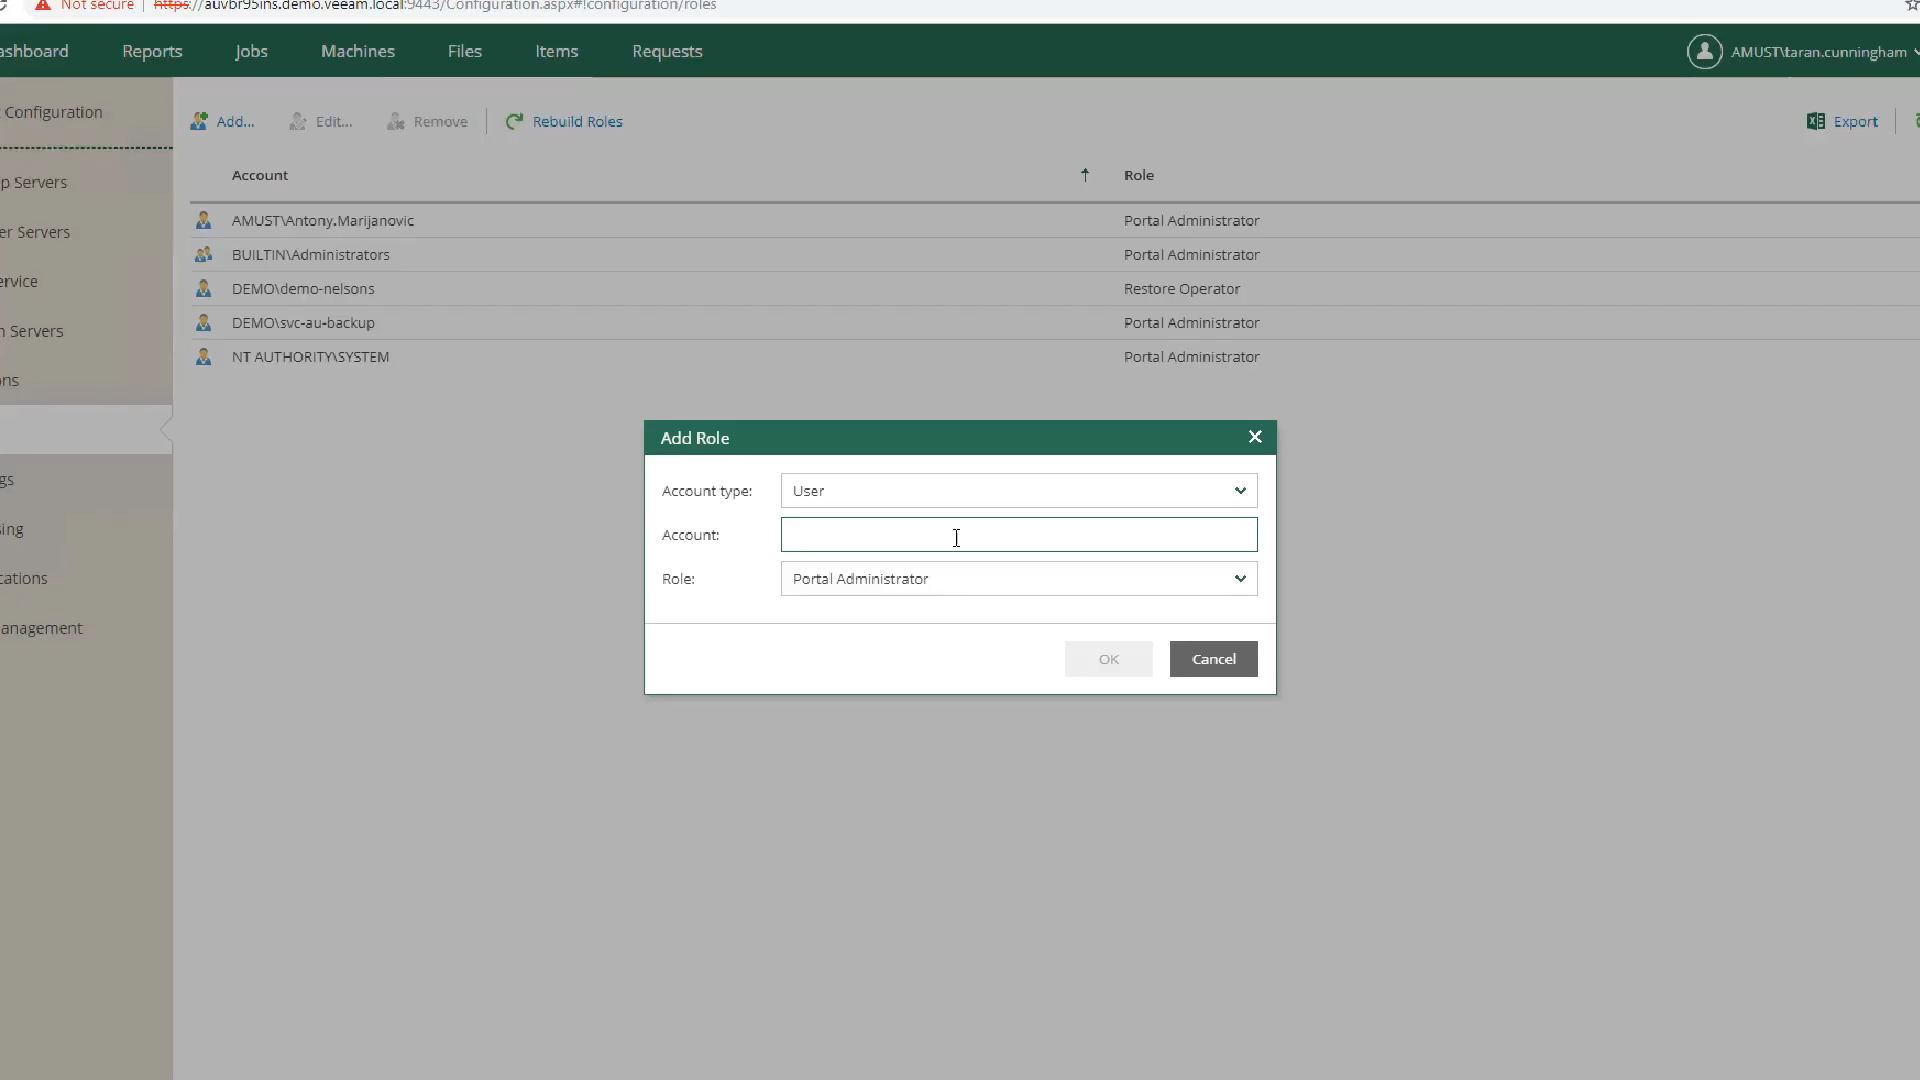 Not secure | https://auvbr95ins.demo.veeam.local:9443/Configuration.aspx#!configuration/roles
ashboard Reports Jobs Machines Files Items Requests AMUST\taran.cunningham
Configuration
Add... Edit... Remove Rebuild Roles Export
Account Role
p Servers
AMUST\Antony.Marijanovic Portal Administrator
er Servers
BUILTIN\Administrators Portal Administrator
ervice
DEMO\demo-nelsons Restore Operator
n Servers
DEMO\svc-au-backup Portal Administrator
NT AUTHORITY\SYSTEM Portal Administrator
ons
gs
sing
cations
anagement
Add Role
Account type: User
Account:
Role: Portal Administrator
OK Cancel